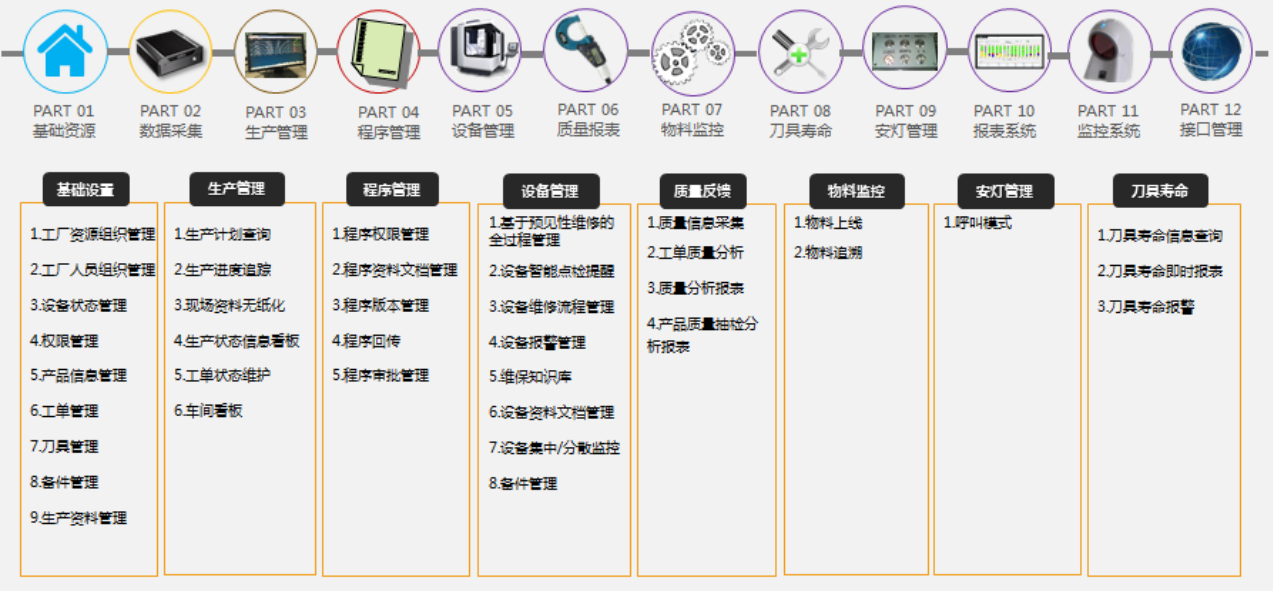 PART 01
基础资源
PART 02
数据采集
PART 03
生产管理
PART 04
程序管理
PART 05
设备管理
PART 06
质量报表
PART 07
物料监控
PART 08
刀具寿命
PART 09
安灯管理
PART 10
报表系统
PART 11
监控系统
PART 12
接口管理
基础设置
1.工厂资源组织管理
2.工厂人员组织管理
3.设备状态管理
4.权限管理
5.产品信息管理
6.工单管理
7.刀具管理
8.备件管理
9.生产资料管理
生产管理
1.生产计划查询
2.生产进度追踪
3.现场资料无纸化
4.生产状态信息看板
5.工单状态维护
6.车间看板
程序管理
1.程序权限管理
2.程序资料文档管理
3.程序版本管理
4.程序回传
5.程序审批管理
设备管理
1.基于预见性维修的
全过程管理
2.设备智能点检提醒
3.设备维修流程管理
4.设备报警管理
5.维保知识库
6.设备资料文档管理
7.设备集中/分散监控
8.备件管理
质量反馈
1.质量信息采集
2.工单质量分析
3.质量分析报表
4.产品质量抽检分
析报表
物料监控
1.物料上线
2.物料追溯
安灯管理
1.呼叫模式
刀具寿命
1.刀具寿命信息查询
2.刀具寿命即时报表
3.刀具寿命报警